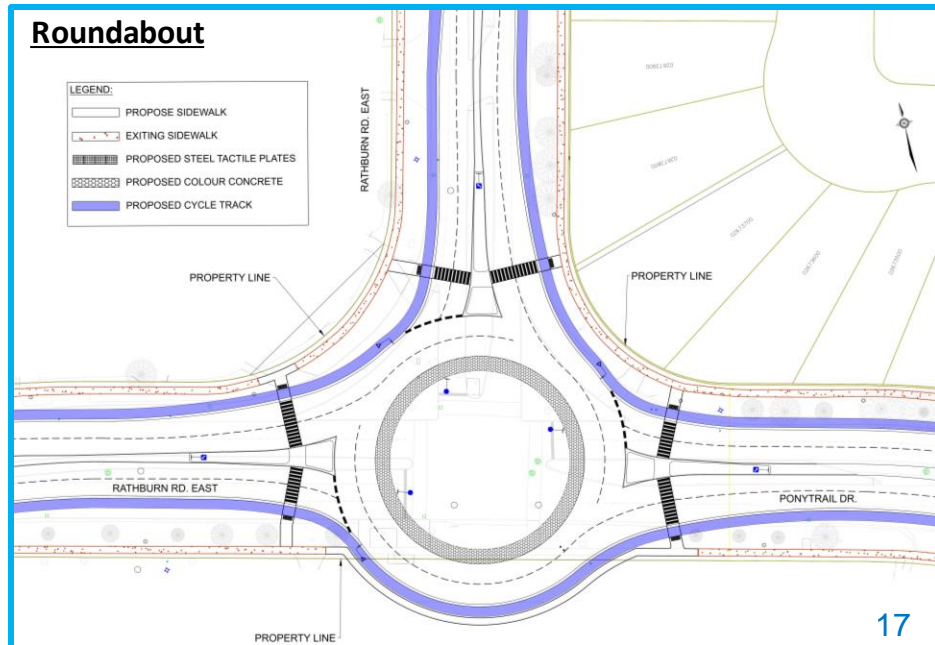 Roundabout
LEGEND:
PROPOSE SIDEWALK
EXITING SIDEWALK
PROPOSED STEEL TACTILE PLATES
PROPOSED COLOUR CONCRETE
PROPOSED CYCLE TRACK
RATHBURN RD. EAST
PROPERTY LINE
PROPERTY LINE
RATHBURN RD. EAST
PONYTRAIL DR.
PROPERTY LINE
17